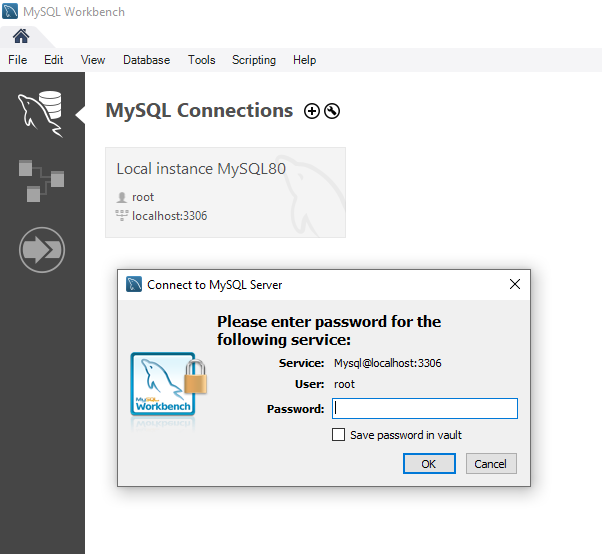 MySQL Workbench
File Edit View Database Tools Scripting Help
MySQL Connections
Local instance MySQL80
root
localhost:3306
Connect to MySQL Server
Please enter password for the
following service:
Service: Mysql@localhost:3306
User: root
Password:
MySQL
Workbench
Save password in vault
OK Cancel